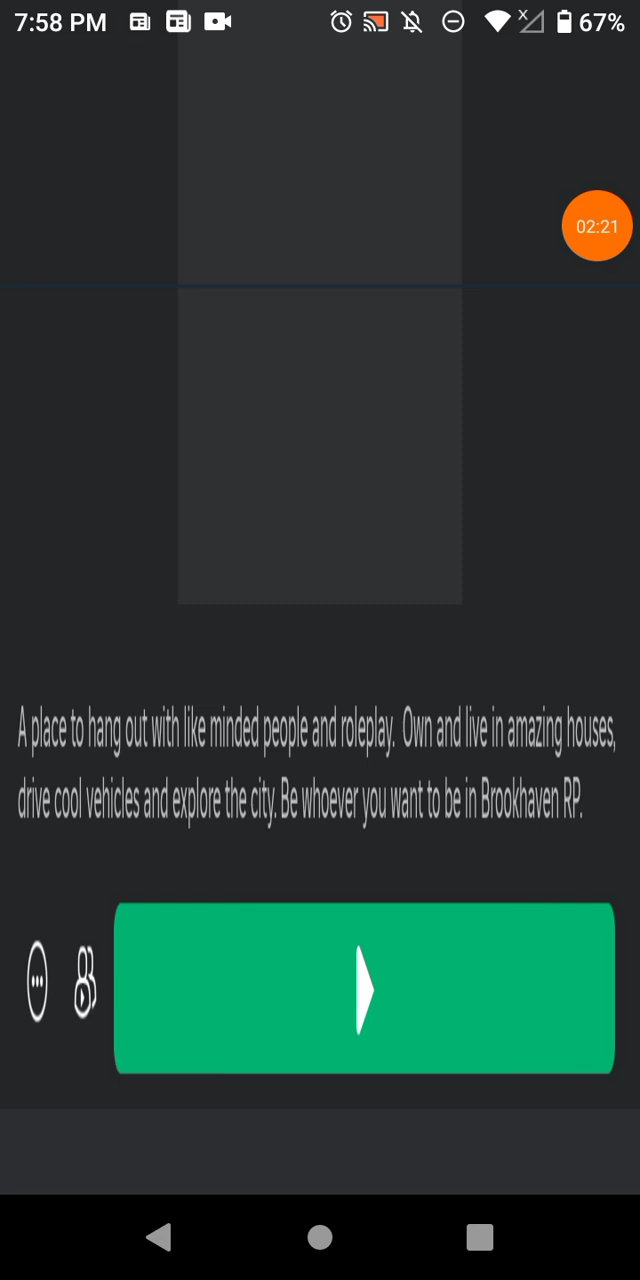 7:58 PM
67%
02:21
A place to hang out with like minded people and roleplay. Own and live in amazing houses,
drive cool vehicles and explore the city. Be whoever you want to be in Brookhaven RP.